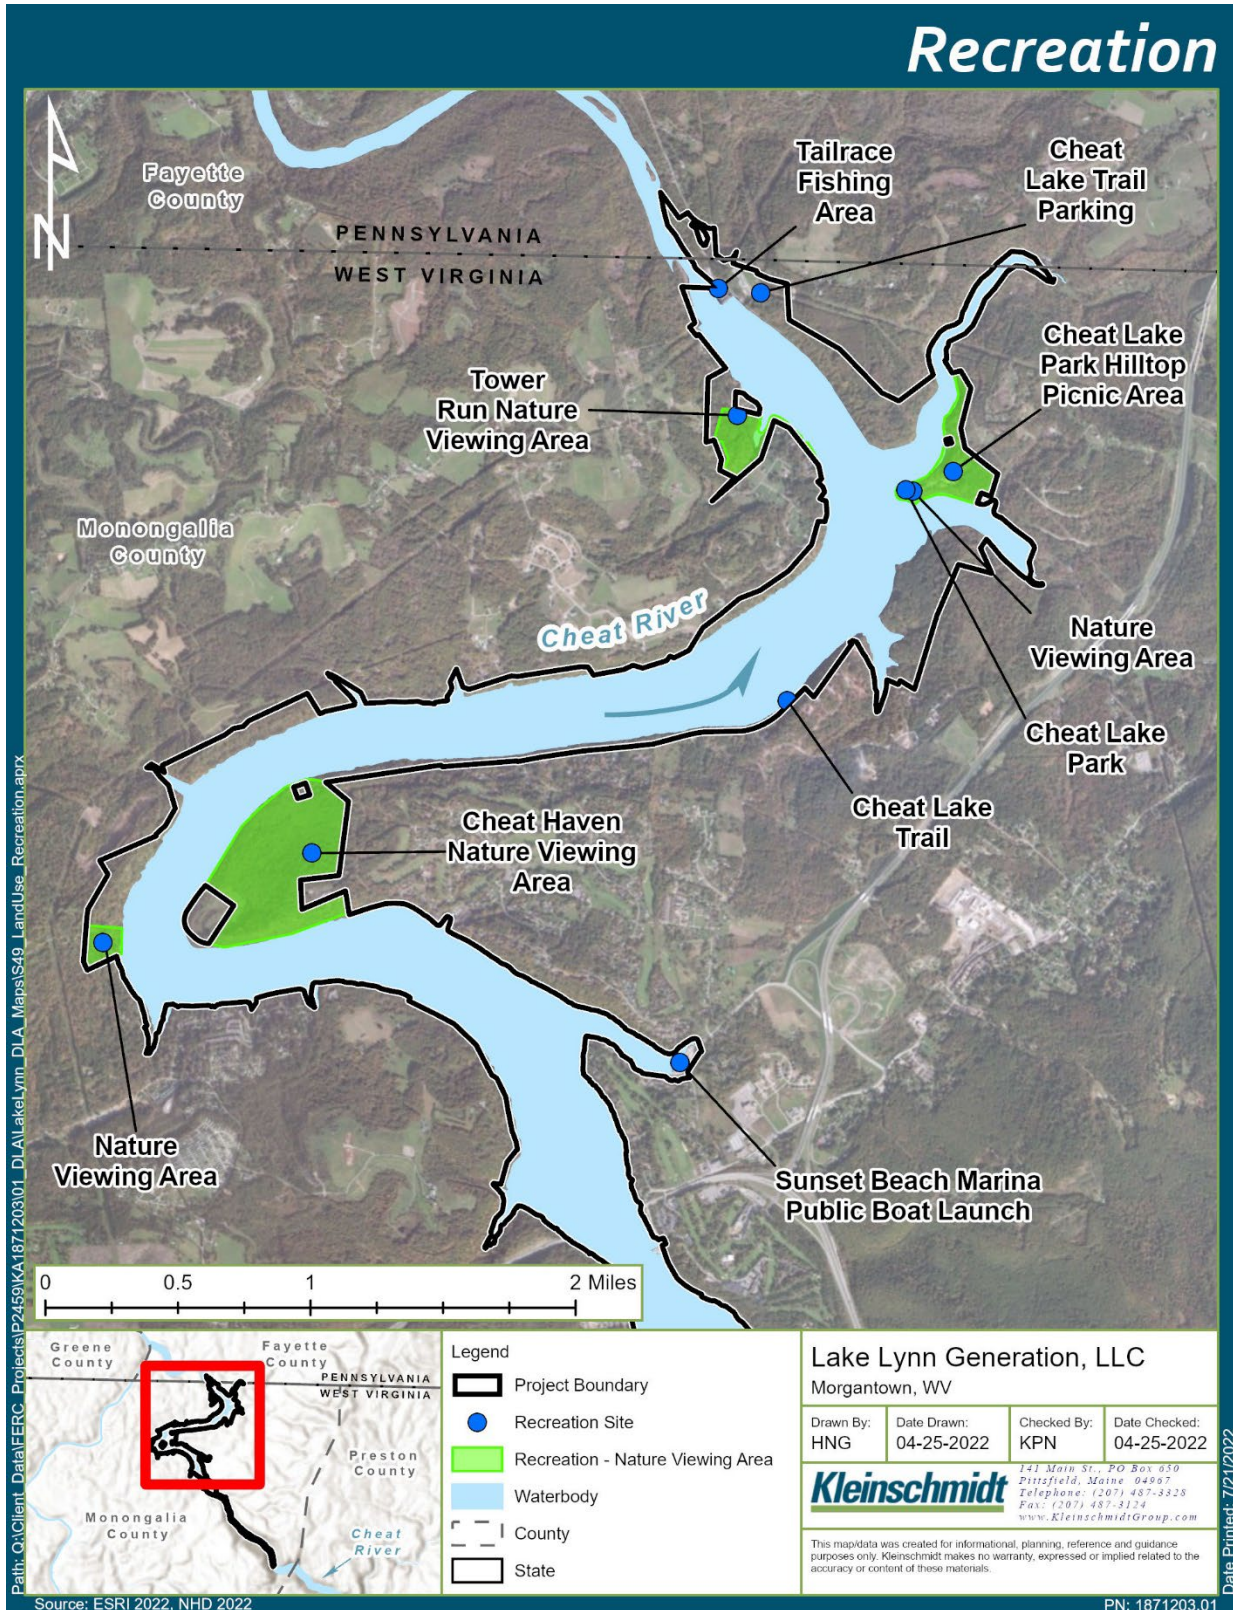 Recreation
Fayette
County
PENNSYLVANIA
WEST VIRGINIA
N
Tailrace
Fishing
Area
Cheat
Lake Trail
Parking
Cheat Lake
Park Hilltop
Picnic Area
Tower
Run Nature
Viewing Area
Monongalia
County
Cheat River
Nature
Viewing Area
Cheat Lake
Park
Cheat Lake
Trail
Cheat Haven
Nature Viewing
Area
Nature
Viewing Area
Sunset Beach Marina
Public Boat Launch
0 0.5 1 2 Miles
Path: Q:\Client_Data\FERC_Projects\P2459\KA1871203\01_DLA\LakeLynn_DLA_Maps\S49_LandUse_Recreation.aprx
Greene
County
Fayette
County
PENNSYLVANIA
WEST VIRGINIA
Preston
County
Monongalia
County
Cheat
River
Legend
Project Boundary
Recreation Site
Recreation - Nature Viewing Area
Waterbody
County
State
Lake Lynn Generation, LLC
Morgantown, WV
Drawn By: Date Drawn: Checked By: Date Checked:
HNG 04-25-2022 KPN 04-25-2022
Kleinschmidt
141 Main St., PO Box 650
Pittsfield, Maine 04967
Telephone: (207) 487-3328
Fax: (207) 487-3124
www.KleinschmidtGroup.com
This map/data was created for informational, planning, reference and guidance
purposes only. Kleinschmidt makes no warranty, expressed or implied related to the
accuracy or content of these materials.
Date Printed: 7/21/2022
Source: ESRI 2022, NHD 2022
PN: 1871203.01